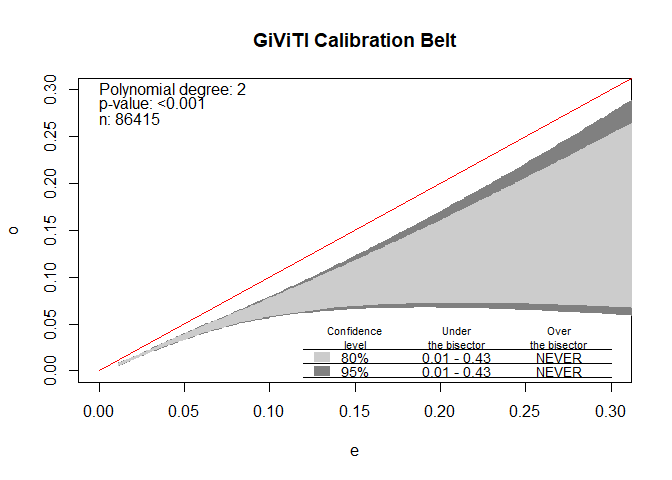 GiViTI Calibration Belt
Polynomial degree: 2
p-value: <0.001
n: 86415
0.30
0.25
0.20
0.15
0.10
0.05
0.00
o
Confidence level Under the bisector Over the bisector
80% 0.01 - 0.43 NEVER
95% 0.01 - 0.43 NEVER
0.00 0.05 0.10 0.15 0.20 0.25 0.30
e